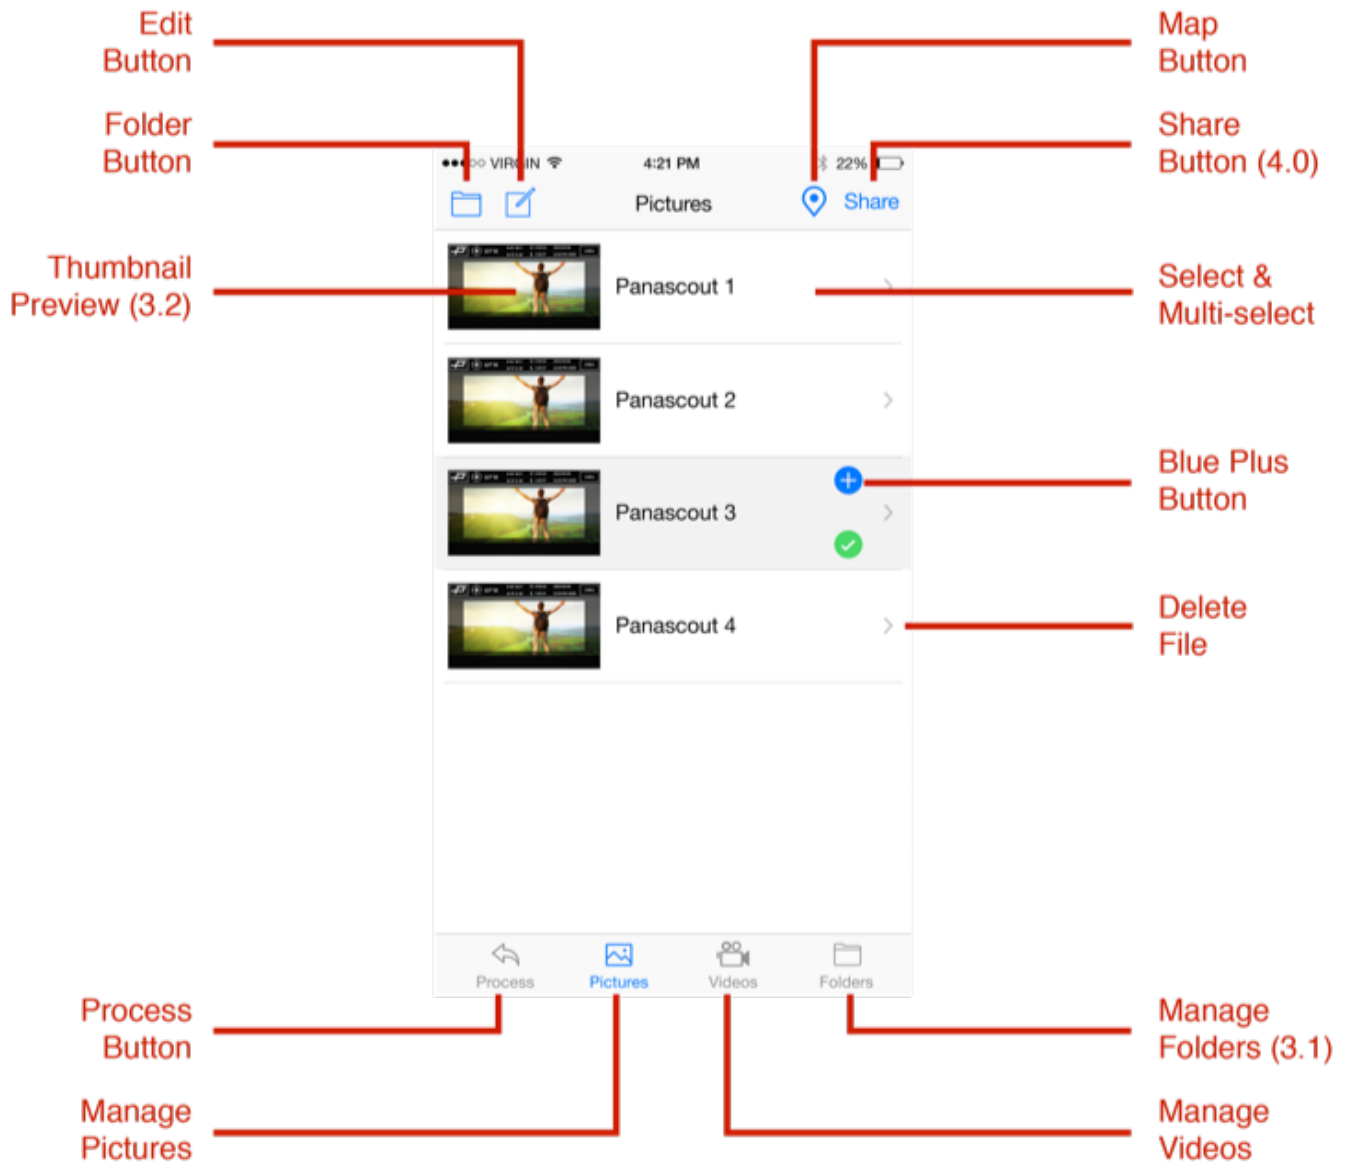 Edit
Button
Map
Button
Folder
Button
Share
Button (4.0)
VIRGIN
4:21 PM
22%
Pictures
Share
Thumbnail
Preview (3.2)
Panascout 1
Select &
Multi-select
Panascout 2
Blue Plus
Button
Panascout 3
Panascout 4
Delete
File
Process
Pictures
Videos
Folders
Process
Button
Manage
Folders (3.1)
Manage
Pictures
Manage
Videos